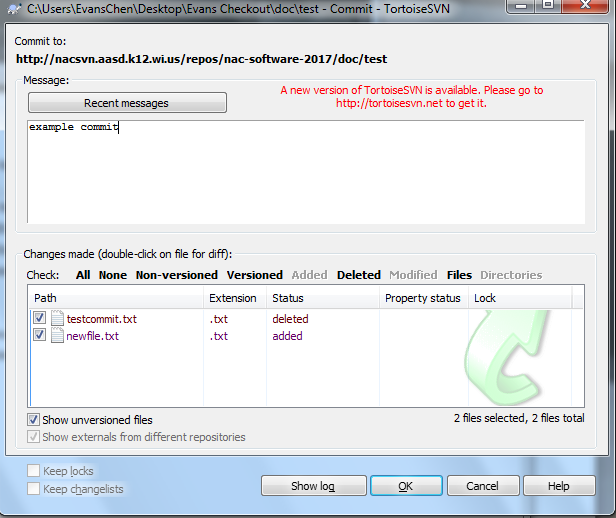 C:\Users\EvansChen\Desktop\Evans Checkout\doc\test - Commit - TortoiseSVN
Commit to:
http://nacsvn.aasd.k12.wi.us/repos/nac-software-2017/doc/test
Message:
Recent messages
A new version of TortoiseSVN is available. Please go to
http://tortoisesvn.net to get it.
example commit
Changes made (double-click on file for diff):
Check: All None Non-versioned Versioned Added Deleted Modified Files Directories
Path Extension Status Property status Lock
testcommit.txt .txt deleted
newfile.txt .txt added
Show unversioned files 2 files selected, 2 files total
Show externals from different repositories
Keep locks
Keep changelists
Show log OK Cancel Help